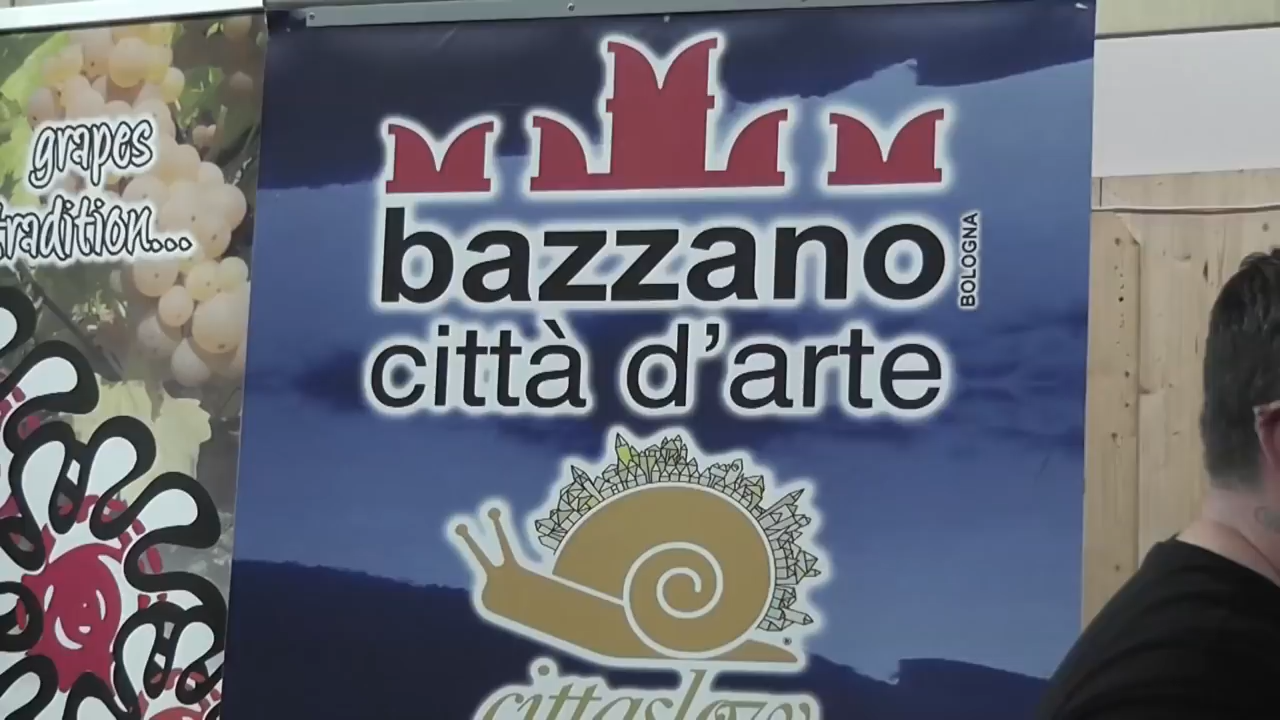 grapes
tradition...
bazzano
BOLOGNA
città d'arte
cittaslow